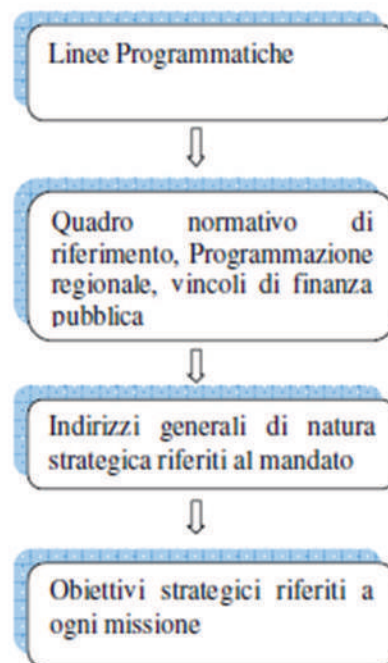 Linee Programmatiche
Quadro normativo di
riferimento, Programmazione
regionale, vincoli di finanza
pubblica
Indirizzi generali di natura
strategica riferiti al mandato
Obiettivi strategici riferiti a
ogni missione